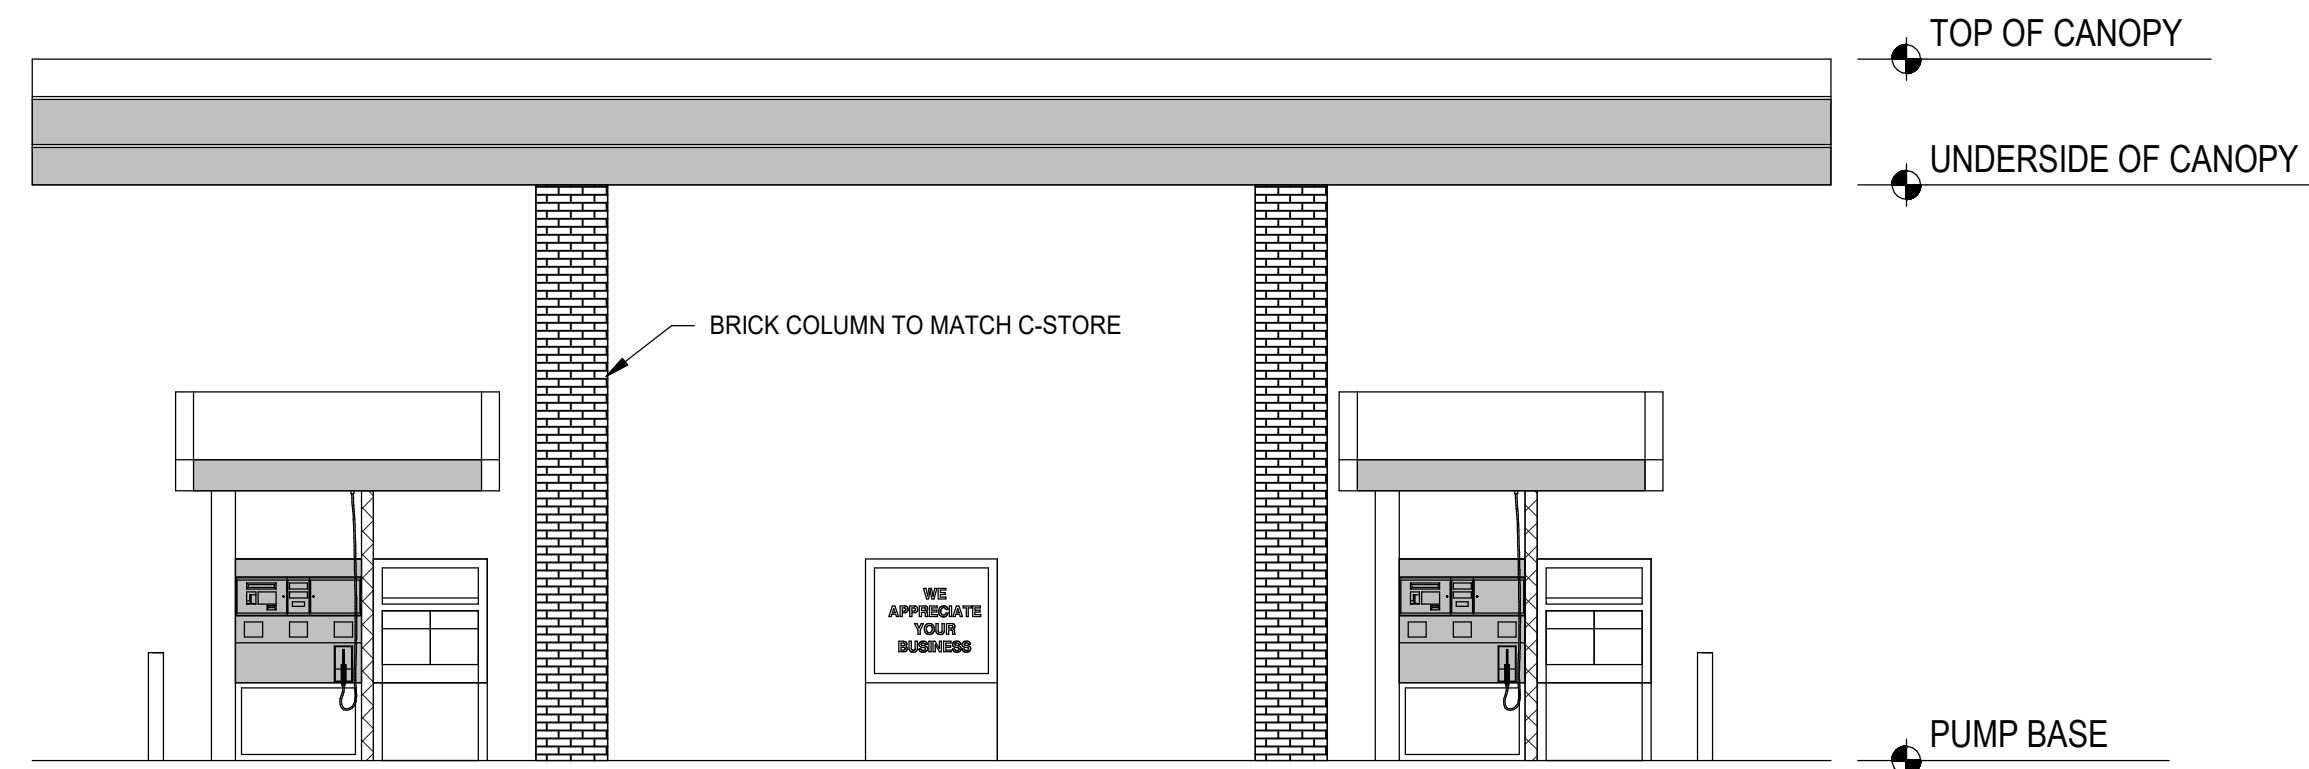 TOP OF CANOPY
UNDERSIDE OF CANOPY
BRICK COLUMN TO MATCH C-STORE
WE
APPRECIATE
YOUR
BUSINESS
PUMP BASE